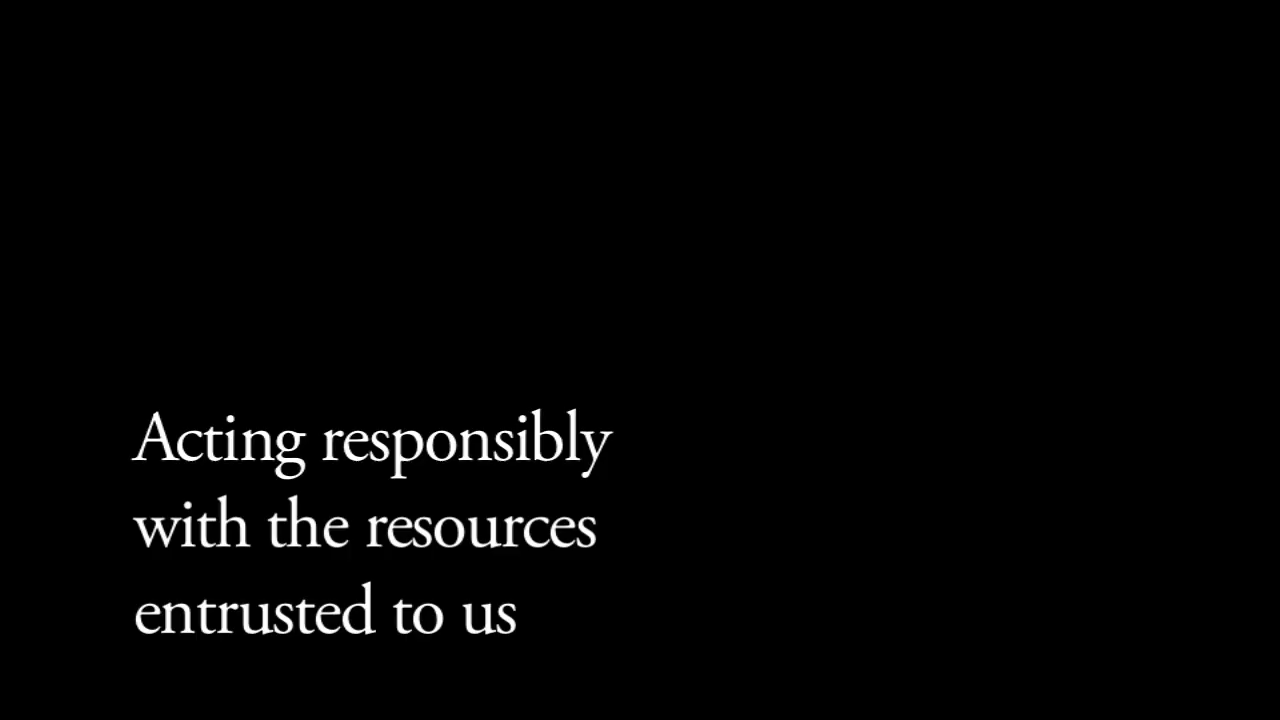 Acting responsibly
with the resources
entrusted to us